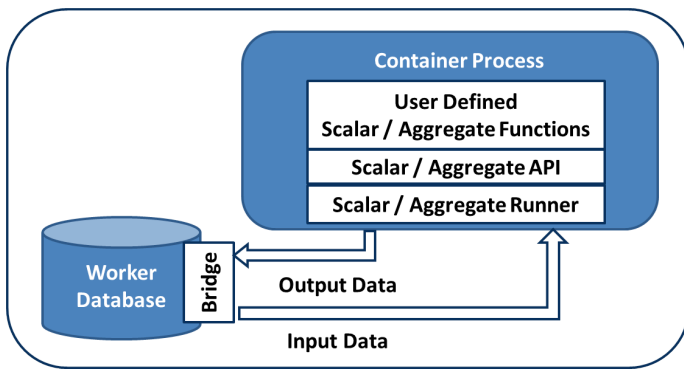 Container Process
User Defined
Scalar / Aggregate Functions
Scalar / Aggregate API
Scalar / Aggregate Runner
Worker
Database
Bridge
Output Data
Input Data